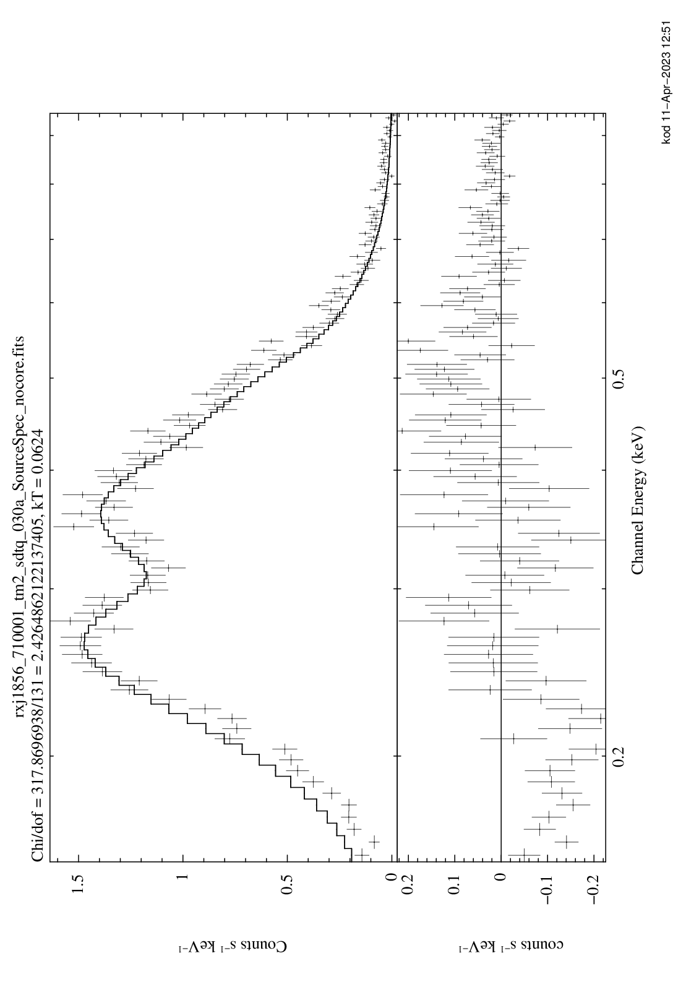 rxj1856_710001_tm2_sdtq_030a_SourceSpec_nocore.fits
Chi/dof = 317.8696938/131 = 2.4264862122137405, kT = 0.0624
Counts s⁻¹ keV⁻¹
1.5
1
0.5
0
counts s⁻¹ keV⁻¹
0.2
0.1
0
−0.1
−0.2
0.2
0.5
Channel Energy (keV)
kod 11−Apr−2023 12:51